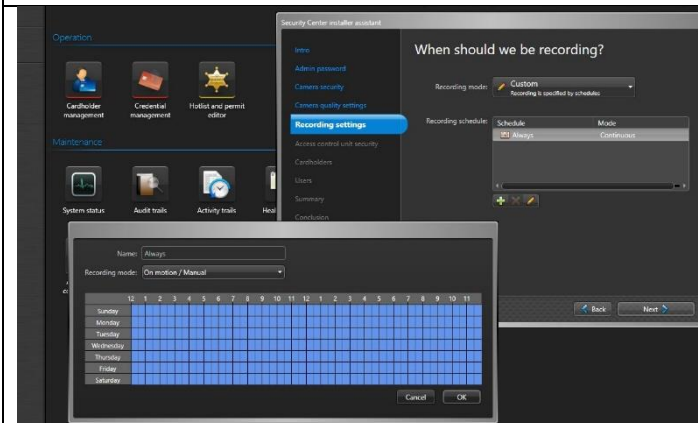 Operation
Cardholder management
Credential management
Hotlist and permit editor
Maintenance
System status
Audit trails
Activity trails
Security Center installer assistant
Intro
Admin password
Camera security
Camera quality settings
Recording settings
Access control unit security
Cardholders
Users
Summary
Conclusion
When should we be recording?
Recording mode:
Custom
Recording is specified by schedules
Recording schedule:
Schedule Mode
Always Continuous
Back Next
Name: Always
Recording mode: On motion / Manual
12 1 2 3 4 5 6 7 8 9 10 11 12 1 2 3 4 5 6 7 8 9 10 11
Sunday
Monday
Tuesday
Wednesday
Thursday
Friday
Saturday
Cancel OK